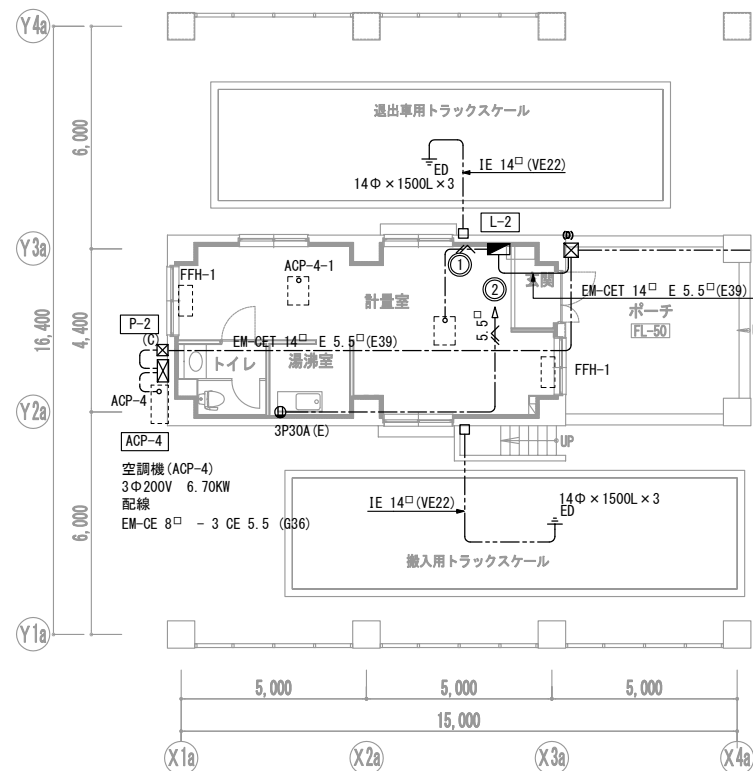 Y4a
退出車用トラックスケール
6,000
ED
IE 14□ (VE22)
14Φ×1500L×3
L-2
Y3a
FFH-1
ACP-4-1
1
2
玄関
計量室
EM-CET 14□ E 5.5□(E39)
ポーチ
FL-50
P-2
(C)
EM-CET 14□ E 5.5□(E39)
5.5□
16,400
4,400
トイレ
湯沸室
FFH-1
ACP-4
Y2a
3P30A(E)
UP
ACP-4
空調機(ACP-4)
3Φ200V 6.70KW
配線
EM-CE 8□ - 3 CE 5.5 (G36)
IE 14□(VE22)
14Φ×1500L×3
ED
6,000
搬入用トラックスケール
Y1a
5,000
5,000
5,000
15,000
X1a
X2a
X3a
X4a